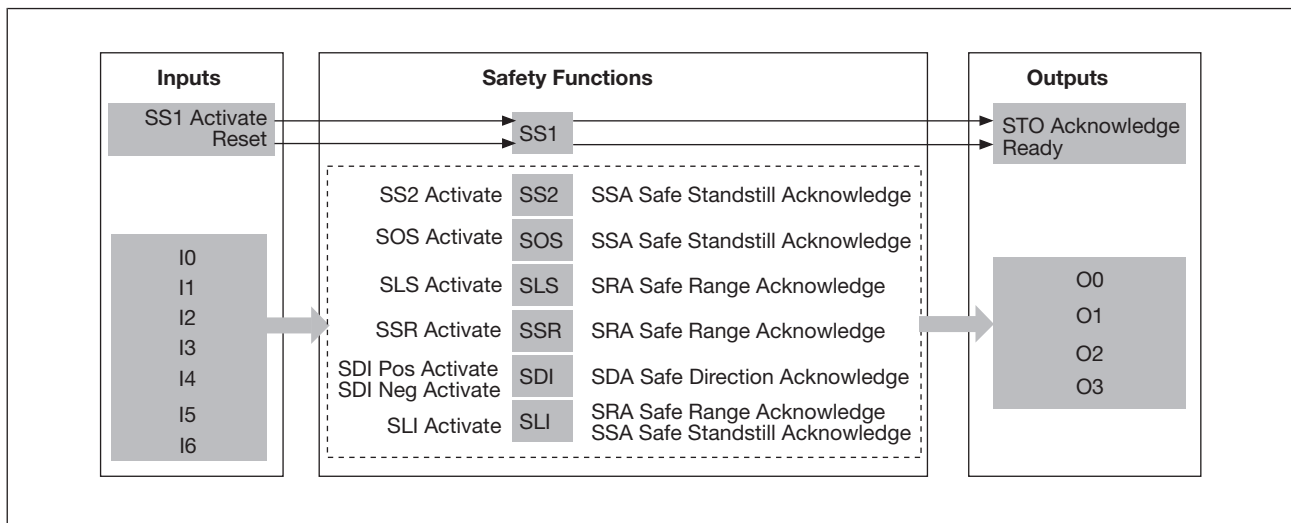 Inputs
SS1 Activate
Reset
I0
I1
I2
I3
I4
I5
I6
Safety Functions
SS1
SS2 Activate SS2 SSA Safe Standstill Acknowledge
SOS Activate SOS SSA Safe Standstill Acknowledge
SLS Activate SLS SRA Safe Range Acknowledge
SSR Activate SSR SRA Safe Range Acknowledge
SDI Pos Activate
SDI Neg Activate
SDI SDA Safe Direction Acknowledge
SLI Activate SLI
SRA Safe Range Acknowledge
SSA Safe Standstill Acknowledge
Outputs
STO Acknowledge
Ready
O0
O1
O2
O3